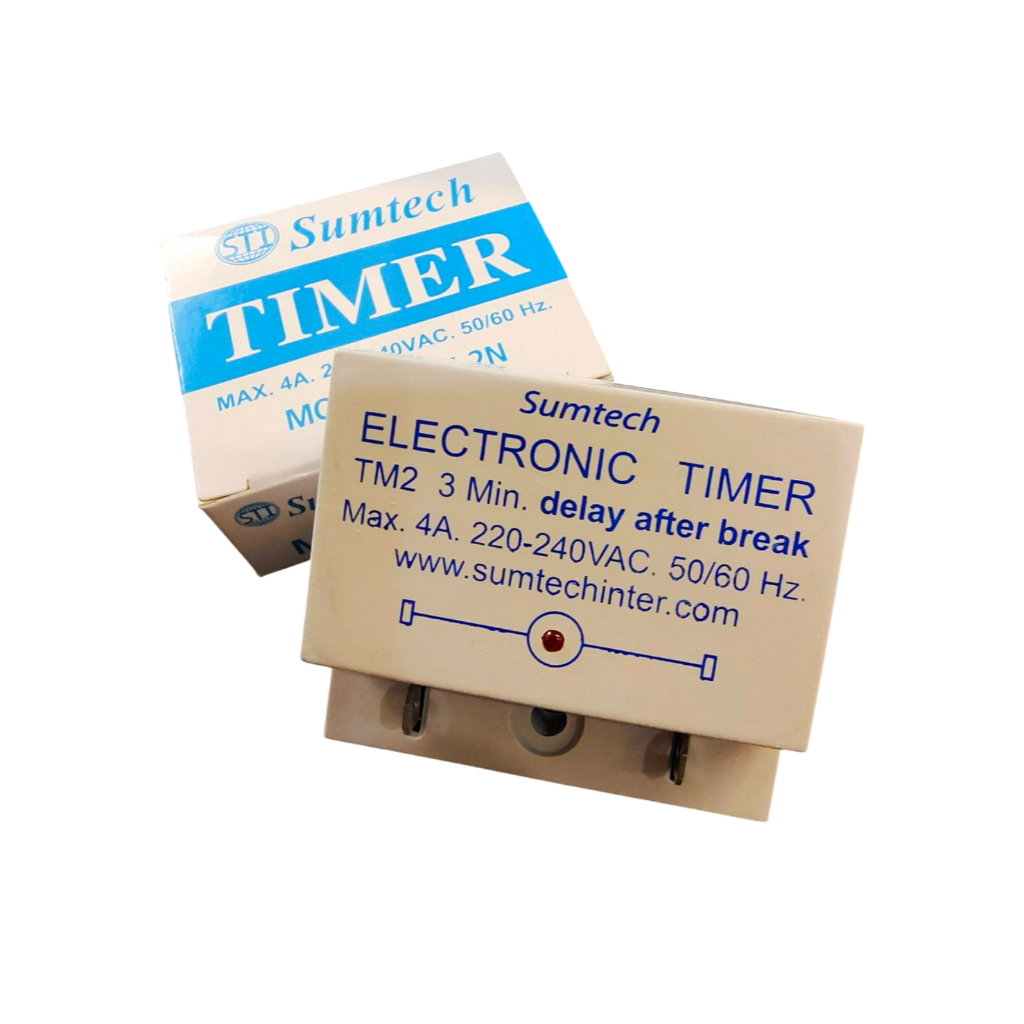 STI Sumtech
TIMER
MAX. 4A. 2 40VAC. 50/60 Hz.
2N
STI
Sumtech
ELECTRONIC TIMER
TM2 3 Min. delay after break
Max. 4A. 220-240VAC. 50/60 Hz.
www.sumtechinter.com